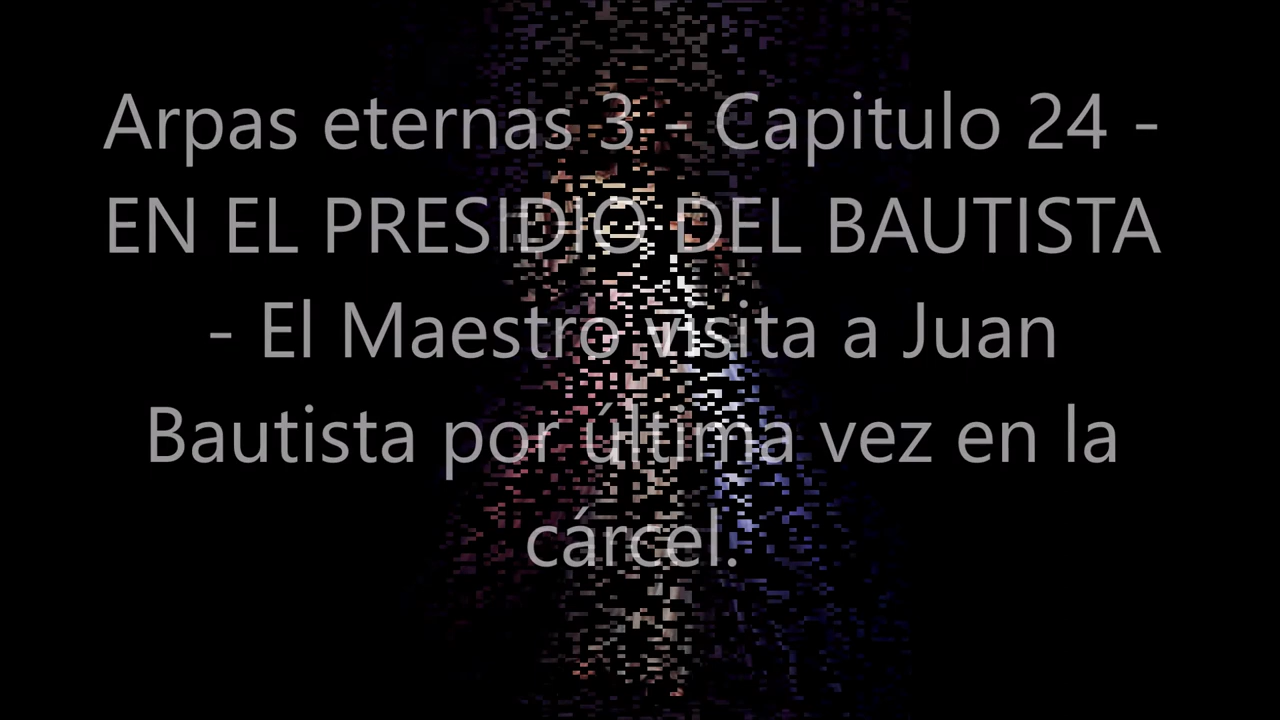 Arpas eternas 3 - Capitulo 24 -
EN EL PRESIDIO DEL BAUTISTA
- El Maestro visita a Juan
Bautista por última vez en la
cárcel.